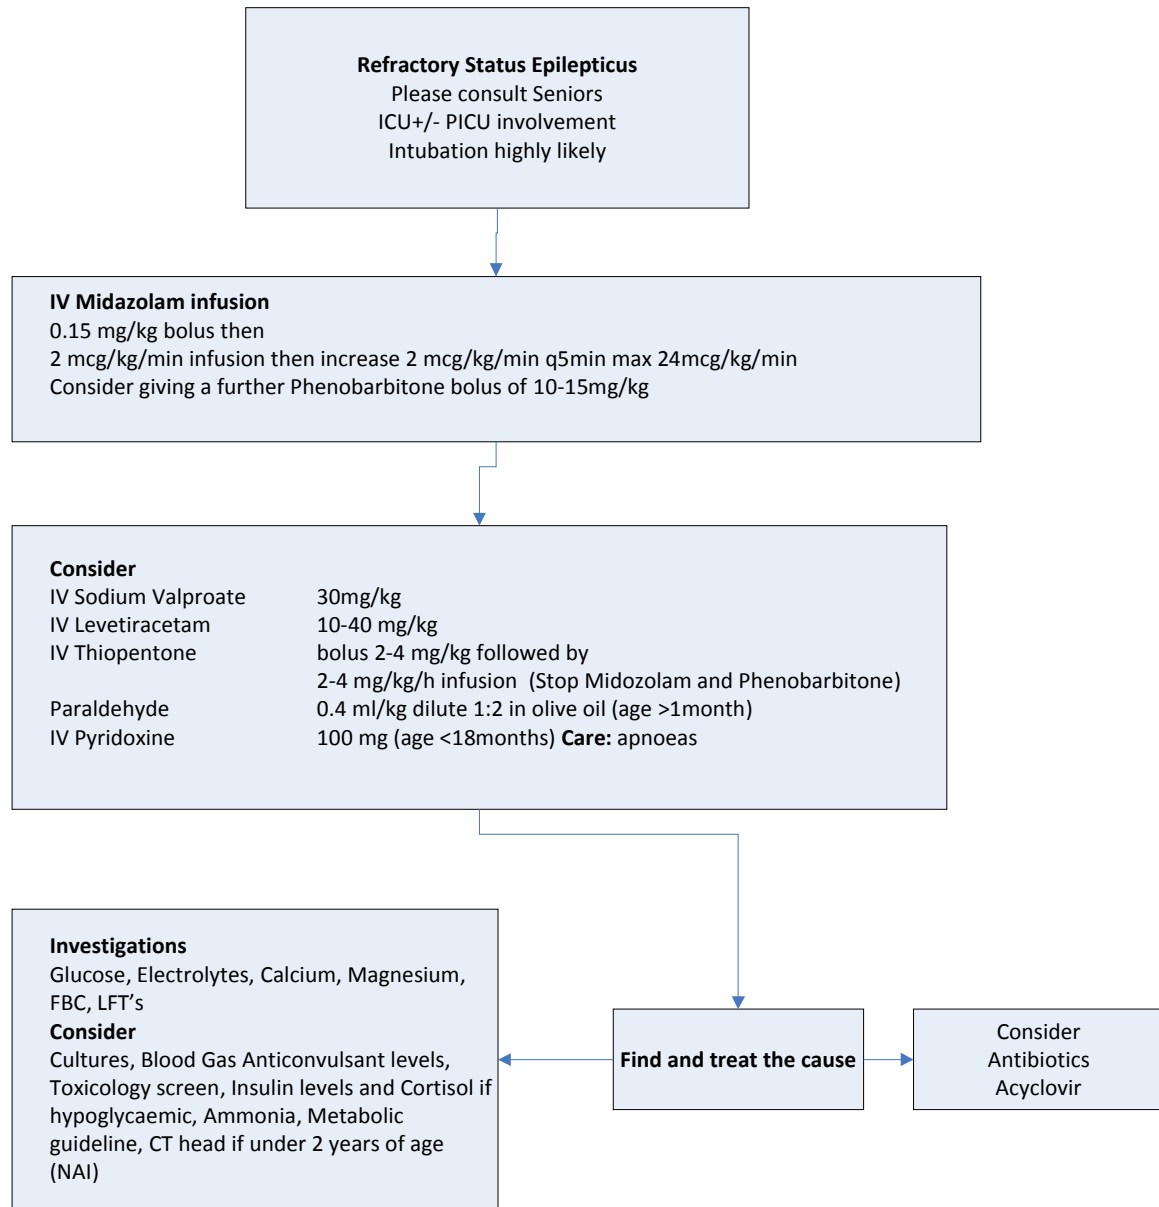 Refractory Status Epilepticus
Please consult Seniors
ICU+/- PICU involvement
Intubation highly likely
IV Midazolam infusion
0.15 mg/kg bolus then
2 mcg/kg/min infusion then increase 2 mcg/kg/min q5min max 24mcg/kg/min
Consider giving a further Phenobarbitone bolus of 10-15mg/kg
Consider
IV Sodium Valproate 30mg/kg
IV Levetiracetam 10-40 mg/kg
IV Thiopentone bolus 2-4 mg/kg followed by
2-4 mg/kg/h infusion (Stop Midozolam and Phenobarbitone)
Paraldehyde 0.4 ml/kg dilute 1:2 in olive oil (age >1month)
IV Pyridoxine 100 mg (age <18months) Care: apnoeas
Investigations
Glucose, Electrolytes, Calcium, Magnesium,
FBC, LFT’s
Consider
Cultures, Blood Gas Anticonvulsant levels,
Toxicology screen, Insulin levels and Cortisol if
hypoglycaemic, Ammonia, Metabolic
guideline, CT head if under 2 years of age
(NAI)
Find and treat the cause
Consider
Antibiotics
Acyclovir